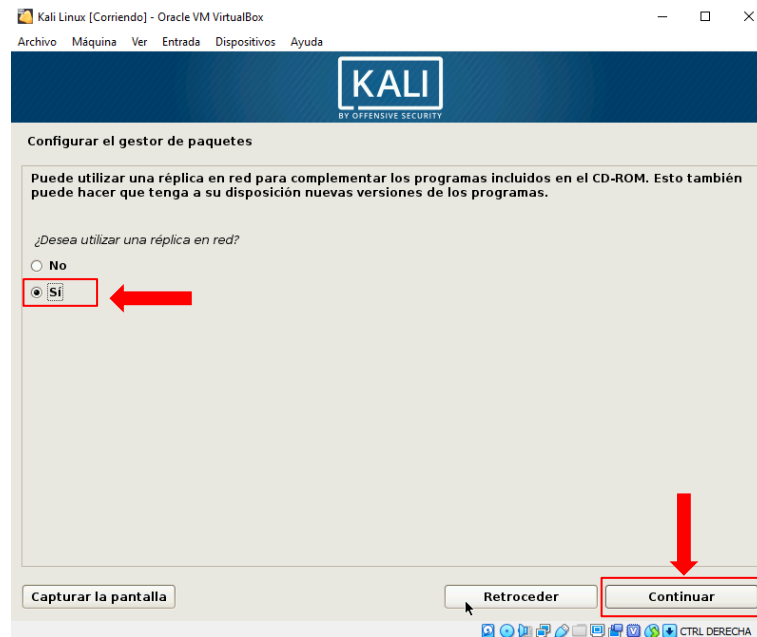 Kali Linux [Corriendo] - Oracle VM VirtualBox
Archivo Máquina Ver Entrada Dispositivos Ayuda
KALI
BY OFFENSIVE SECURITY
Configurar el gestor de paquetes
Puede utilizar una réplica en red para complementar los programas incluidos en el CD-ROM. Esto también
puede hacer que tenga a su disposición nuevas versiones de los programas.
¿Desea utilizar una réplica en red?
No
Sí
Capturar la pantalla Retroceder Continuar
CTRL DERECHA